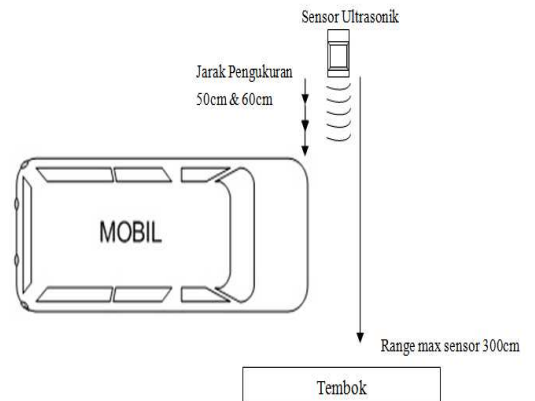 Sensor Ultrasonik
Jarak Pengukuran
50cm & 60cm
MOBIL
Range max sensor 300cm
Tembok